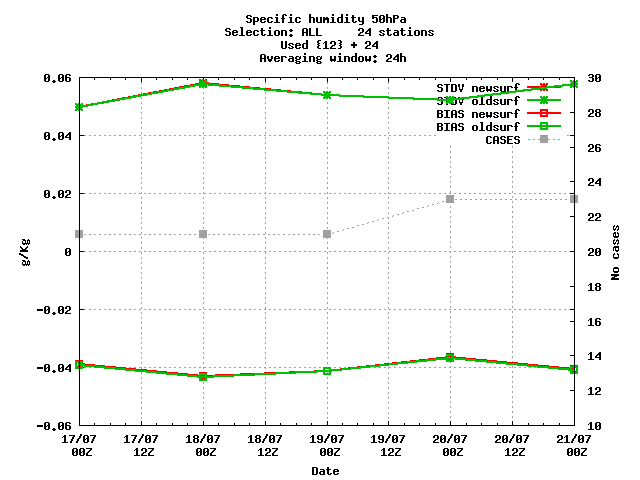 Specific humidity 50hPa
Selection: ALL     24 stations
Used {12} + 24
Averaging window: 24h
0.06
0.04
0.02
0
-0.02
-0.04
-0.06
g/Kg
30
28
26
24
22
20
18
16
14
12
10
No cases
STDV newsurf
STDV oldsurf
BIAS newsurf
BIAS oldsurf
CASES
17/07 17/07 18/07 18/07 19/07 19/07 20/07 20/07 21/07
00Z 12Z 00Z 12Z 00Z 12Z 00Z 12Z 00Z
Date